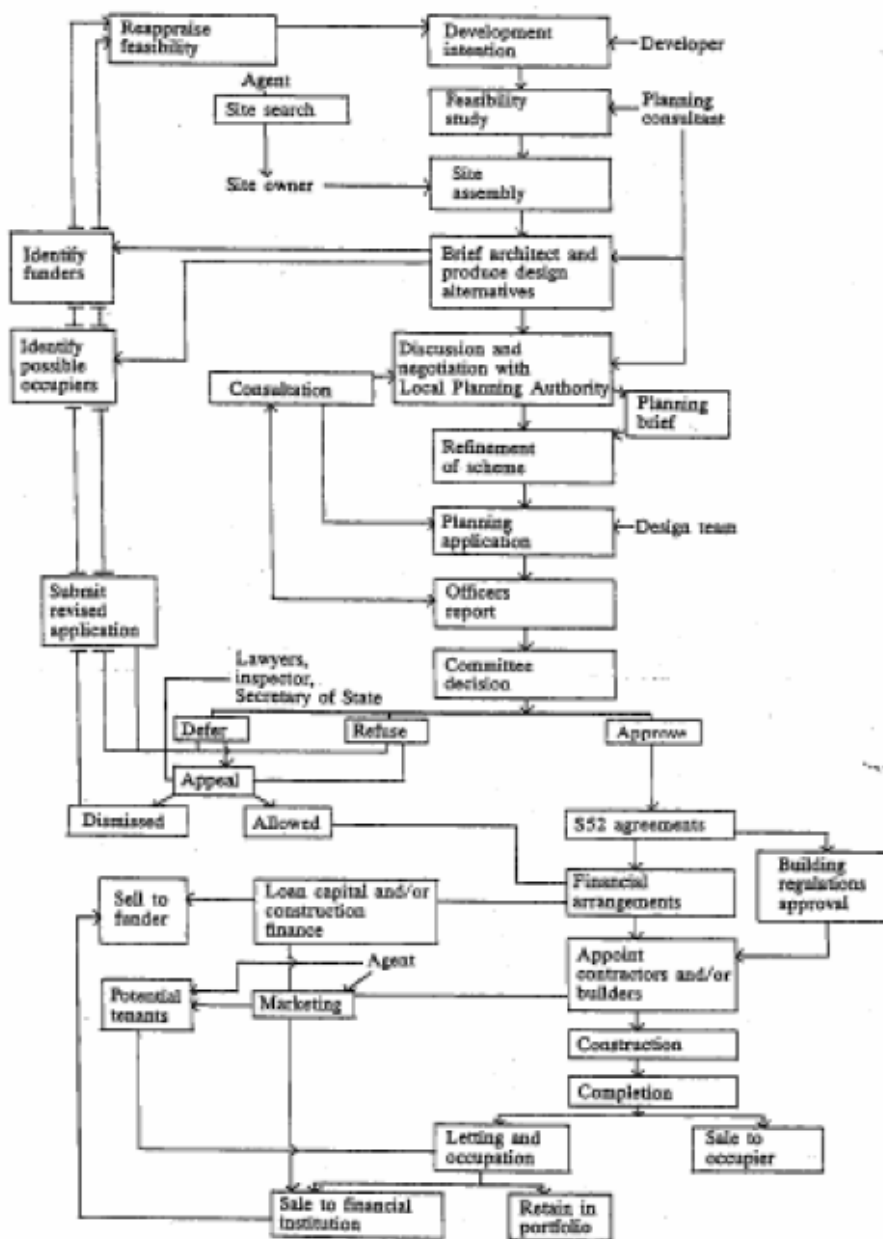 Reappraise
feasibility
Development
intention
Developer
Agent
Site search
Feasibility
study
Planning
consultant
Site owner
Site
assembly
Identify
funders
Brief architect and
produce design
alternatives
Identify
possible
occupiers
Discussion and
negotiation with
Local Planning Authority
Consultation
Planning
brief
Refinement
of scheme
Planning
application
Design team
Submit
revised
application
Officers
report
Lawyers,
inspector,
Secretary of State
Committee
decision
Defer
Refuse
Approve
Appeal
Dismissed
Allowed
S52 agreements
Building
regulations
approval
Sell to
funder
Loan capital and/or
construction
finance
Financial
arrangements
Agent
Appoint
contractors and/or
builders
Potential
tenants
Marketing
Construction
Completion
Letting and
occupation
Sale to
occupier
Sale to financial
institution
Retain in
portfolio